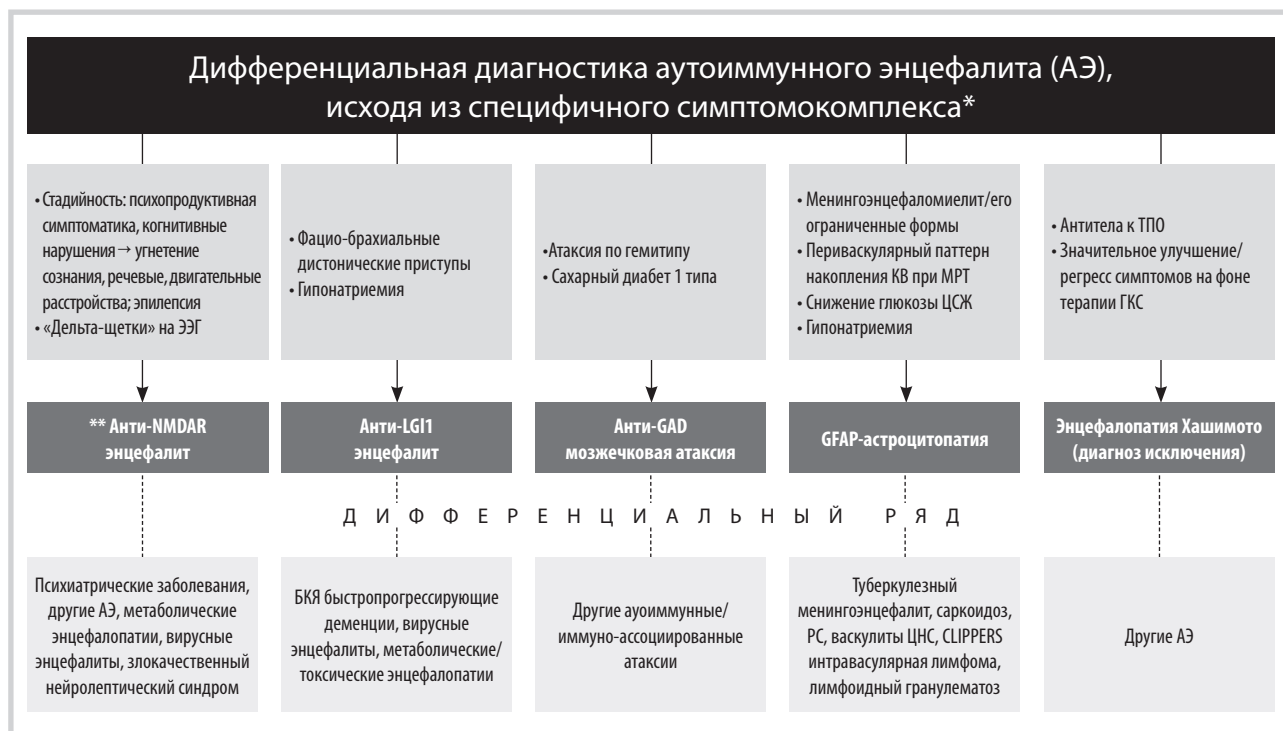 Дифференциальная диагностика аутоиммунного энцефалита (АЭ),
исходя из специфичного симптомокомплекса*
• Стадийность: психопродуктивная
симптоматика, когнитивные
нарушения → угнетение
сознания, речевые, двигательные
расстройства; эпилепсия
• «Дельта-щетки» на ЭЭГ
• Фацио-брахиальные
дистонические приступы
• Гипонатриемия
•Атаксия по гемитипу
• Сахарный диабет 1 типа
• Менингоэнцефаломиелит/его
ограниченные формы
• Периваскулярный паттерн
накопления КВ при МРТ
• Снижение глюкозы ЦСЖ
• Гипонатриемия
• Антитела к ТПО
• Значительное улучшение/
регресс симптомов на фоне
терапии ГКС
** Анти-NMDAR
энцефалит
Анти-LGI1
энцефалит
Анти-GAD
мозжечковая атаксия
GFAP-астроцитопатия
Энцефалопатия Хашимото
(диагноз исключения)
ДИФФЕРЕНЦИАЛЬНЫЙ РЯД
Психиатрические заболевания,
другие АЭ, метаболические
энцефалопатии, вирусные
энцефалиты, злокачественный
нейролептический синдром
БКЯ быстропрогрессирующие
деменции, вирусные
энцефалиты, метаболические/
токсические энцефалопатии
Другие ауоиммунные/
иммуно-ассоциированные
атаксии
Туберкулезный
менингоэнцефалит, саркоидоз,
РС, васкулиты ЦНС, CLIPPERS
интравасулярная лимфома,
лимфоидный гранулематоз
Другие АЭ